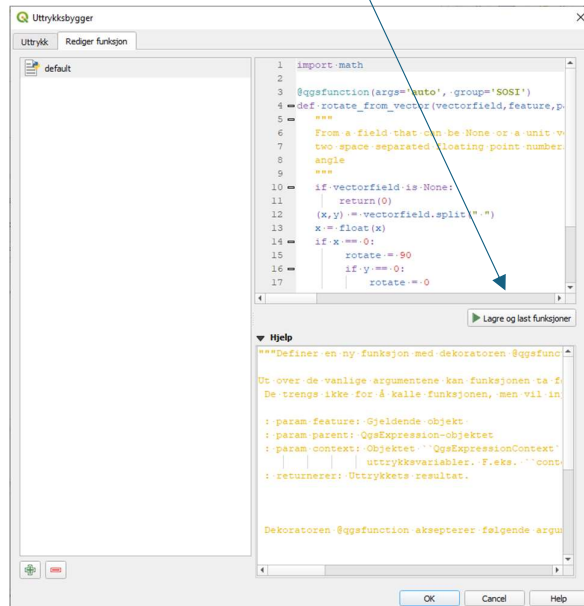 Uttrykksbygger
Uttrykk Rediger funksjon
default
1 import math
2
3 @qgsfunction(args='auto', group='SOSI')
4 def rotate_from_vector(vectorfield,feature,p
5 """
6 From a field that can be None or a unit v
7 two space separated floating point number
8 angle
9 """
10 if vectorfield is None:
11 return(0)
12 (x,y) = vectorfield.split(" ")
13 x = float(x)
14 if x == 0:
15 rotate = 90
16 if y == 0:
17 rotate = 0
Lagre og last funksjoner
Hjelp
"""Definer en ny funksjon med dekoratoren @qgsfunc
Ut over de vanlige argumentene kan funksjonen ta f
De trengs ikke for å kalle funksjonen, men vil in
: param feature: Gjeldende objekt
: param parent: QgsExpression-objektet
: param context: Objektet ``QgsExpressionContext`
uttrykksvariabler. F.eks. ``cont
: returnerer: Uttrykkets resultat.
Dekoratoren @qgsfunction aksepterer følgende argu
OK Cancel Help